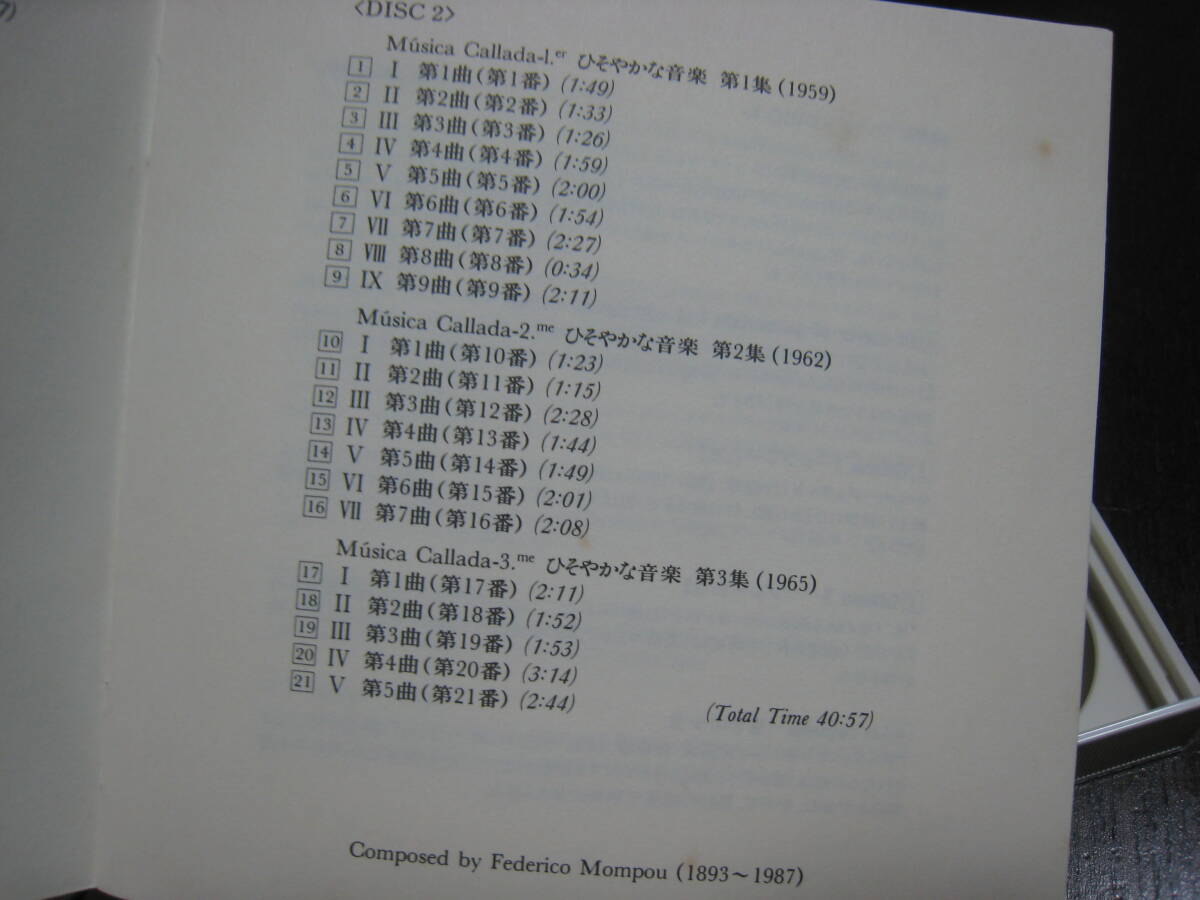 7)
〈DISC 2〉
Música Callada-1.er ひそやかな音楽 第1集(1959)
1 Ⅰ 第1曲(第1番)(1:49)
2 Ⅱ 第2曲(第2番)(1:33)
3 Ⅲ 第3曲(第3番)(1:26)
4 Ⅳ 第4曲(第4番)(1:59)
5 Ⅴ 第5曲(第5番)(2:00)
6 Ⅵ 第6曲(第6番)(1:54)
7 Ⅶ 第7曲(第7番)(2:27)
8 Ⅷ 第8曲(第8番)(0:34)
9 Ⅸ 第9曲(第9番)(2:11)
Música Callada-2.me ひそやかな音楽 第2集(1962)
10 Ⅰ 第1曲(第10番)(1:23)
11 Ⅱ 第2曲(第11番)(1:15)
12 Ⅲ 第3曲(第12番)(2:28)
13 Ⅳ 第4曲(第13番)(1:44)
14 Ⅴ 第5曲(第14番)(1:49)
15 Ⅵ 第6曲(第15番)(2:01)
16 Ⅶ 第7曲(第16番)(2:08)
Música Callada-3.me ひそやかな音楽 第3集(1965)
17 Ⅰ 第1曲(第17番)(2:11)
18 Ⅱ 第2曲(第18番)(1:52)
19 Ⅲ 第3曲(第19番)(1:53)
20 Ⅳ 第4曲(第20番)(3:14)
21 Ⅴ 第5曲(第21番)(2:44)
(Total Time 40:57)
Composed by Federico Mompou (1893～1987)